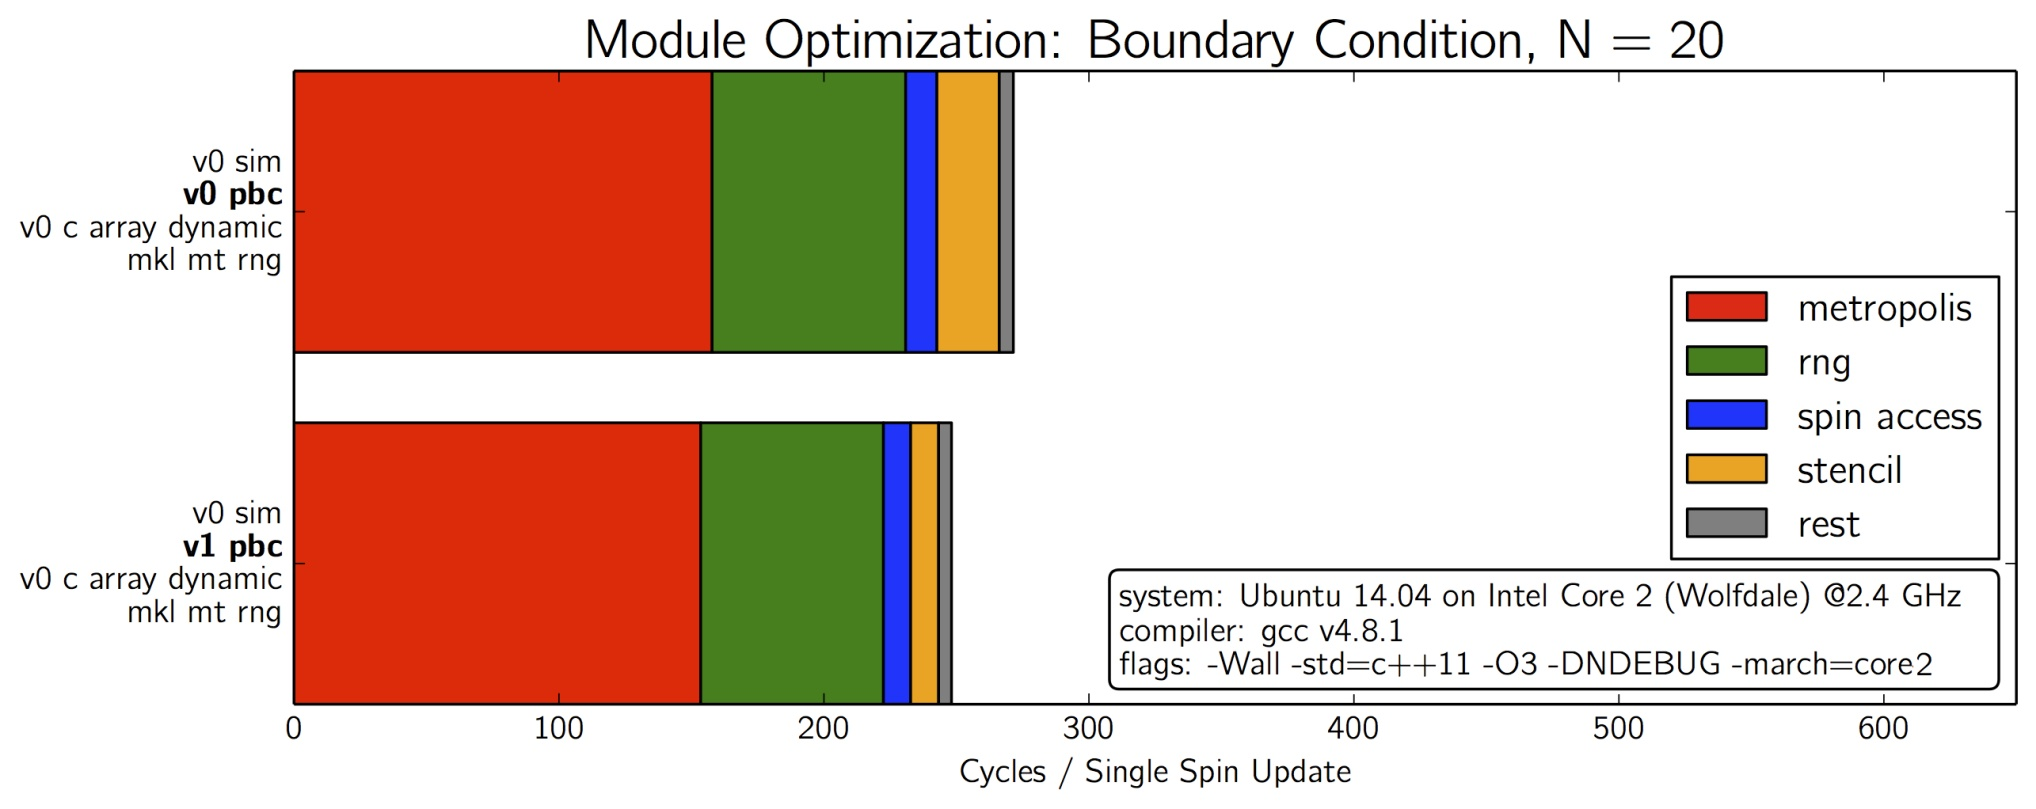 Module Optimization: Boundary Condition, N = 20
v0 sim
v0 pbc
v0 c array dynamic
mkl mt rng
v0 sim
v1 pbc
v0 c array dynamic
mkl mt rng
metropolis
rng
spin access
stencil
rest
system: Ubuntu 14.04 on Intel Core 2 (Wolfdale) @2.4 GHz
compiler: gcc v4.8.1
flags: -Wall -std=c++11 -O3 -DNDEBUG -march=core2
0 100 200 300 400 500 600
Cycles / Single Spin Update